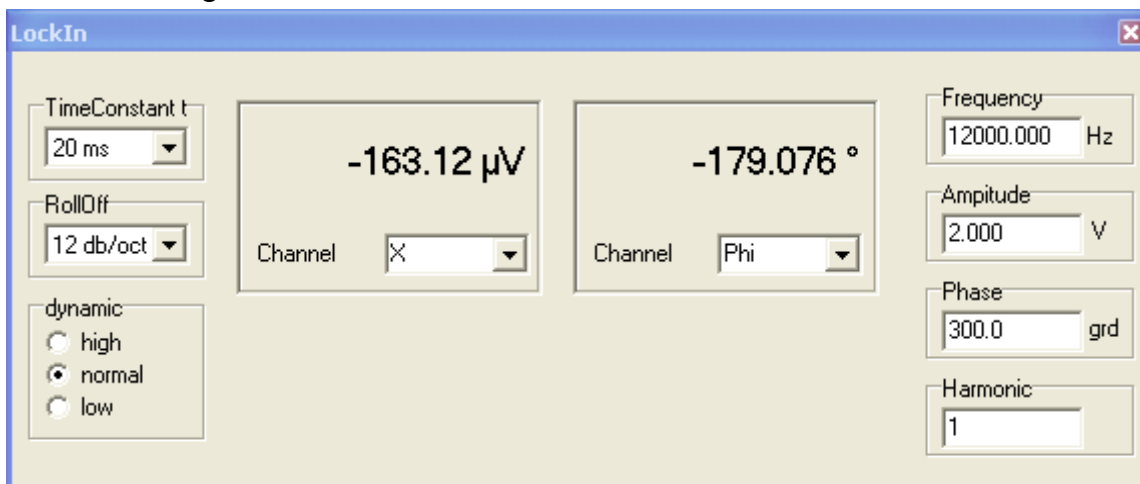 LockIn
TimeConstant t
20 ms
RollOff
12 db/oct
dynamic
high
normal
low
-163.12 µV
Channel X
-179.076 °
Channel Phi
Frequency
12000.000 Hz
Ampitude
2.000 V
Phase
300.0 grd
Harmonic
1